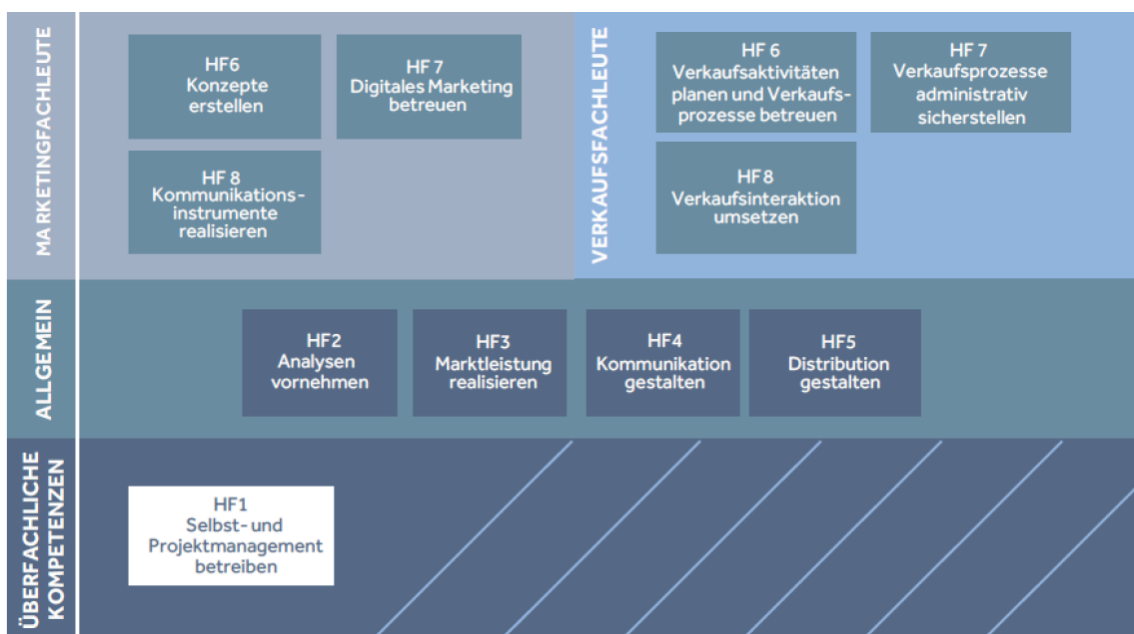 MARKETINGFACHLEUTE
HF6
Konzepte
erstellen
HF 7
Digitales Marketing
betreuen
HF 8
Kommunikations-
instrumente
realisieren
VERKAUFSFACHLEUTE
HF 6
Verkaufsaktivitäten
planen und Verkaufs-
prozesse betreuen
HF 7
Verkaufsprozesse
administrativ
sicherstellen
HF 8
Verkaufsinteraktion
umsetzen
ALLGEMEIN
HF2
Analysen
vornehmen
HF3
Marktleistung
realisieren
HF4
Kommunikation
gestalten
HF5
Distribution
gestalten
ÜBERFACHLICHE
KOMPETENZEN
HF1
Selbst- und
Projektmanagement
betreiben